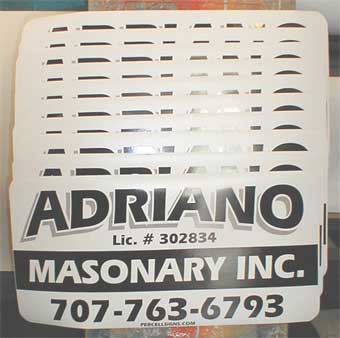 ADRIANO
Lic. # 302834
MASONARY INC.
707-763-6793
PERCELLSIGNS.COM